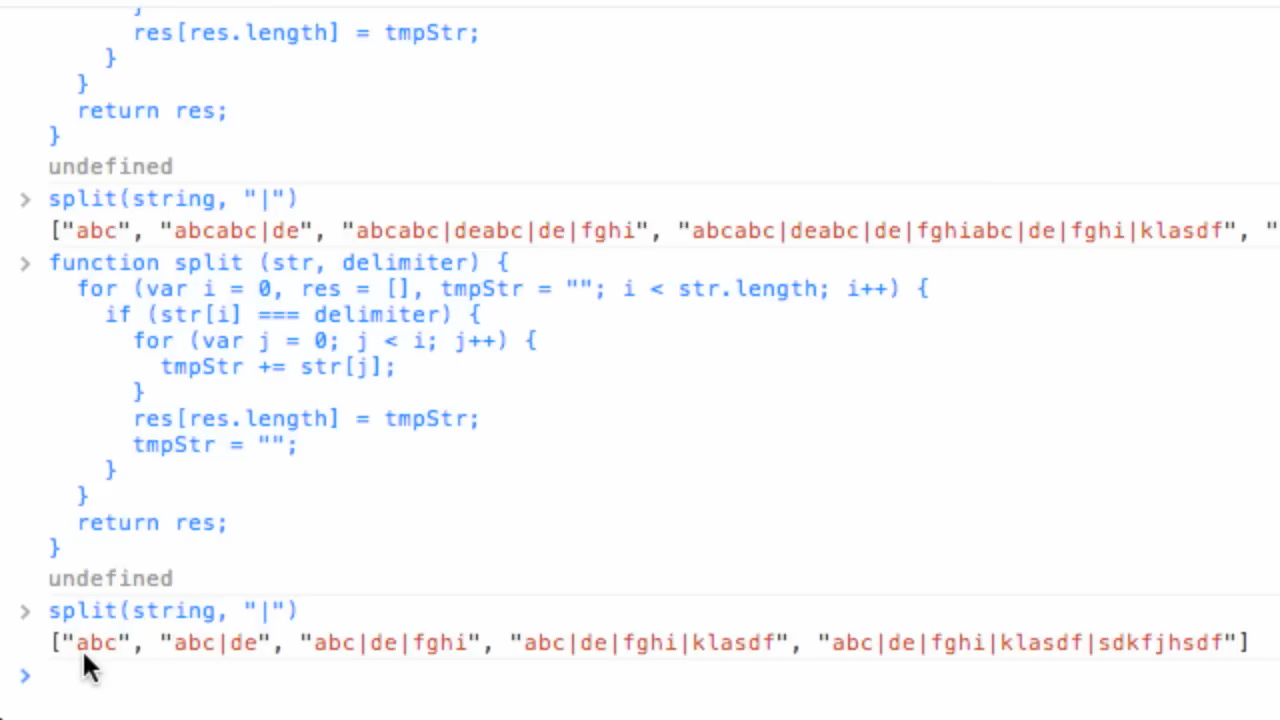 }
res[res.length] = tmpStr;
}
}
return res;
}
undefined
> split(string, "|")
["abc", "abcabc|de", "abcabc|deabc|de|fghi", "abcabc|deabc|de|fghiabc|de|fghi|klasdf", "
> function split (str, delimiter) {
for (var i = 0, res = [], tmpStr = ""; i < str.length; i++) {
if (str[i] === delimiter) {
for (var j = 0; j < i; j++) {
tmpStr += str[j];
}
res[res.length] = tmpStr;
tmpStr = "";
}
}
return res;
}
undefined
> split(string, "|")
["abc", "abc|de", "abc|de|fghi", "abc|de|fghi|klasdf", "abc|de|fghi|klasdf|sdkfjhsdf"]
>